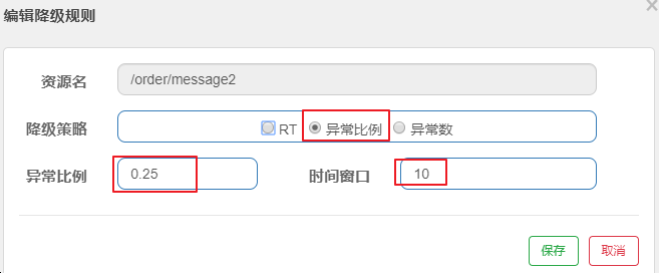 编辑降级规则 ×
资源名 /order/message2
降级策略 RT 异常比例 异常数
异常比例 0.25 时间窗口 10
保存 取消